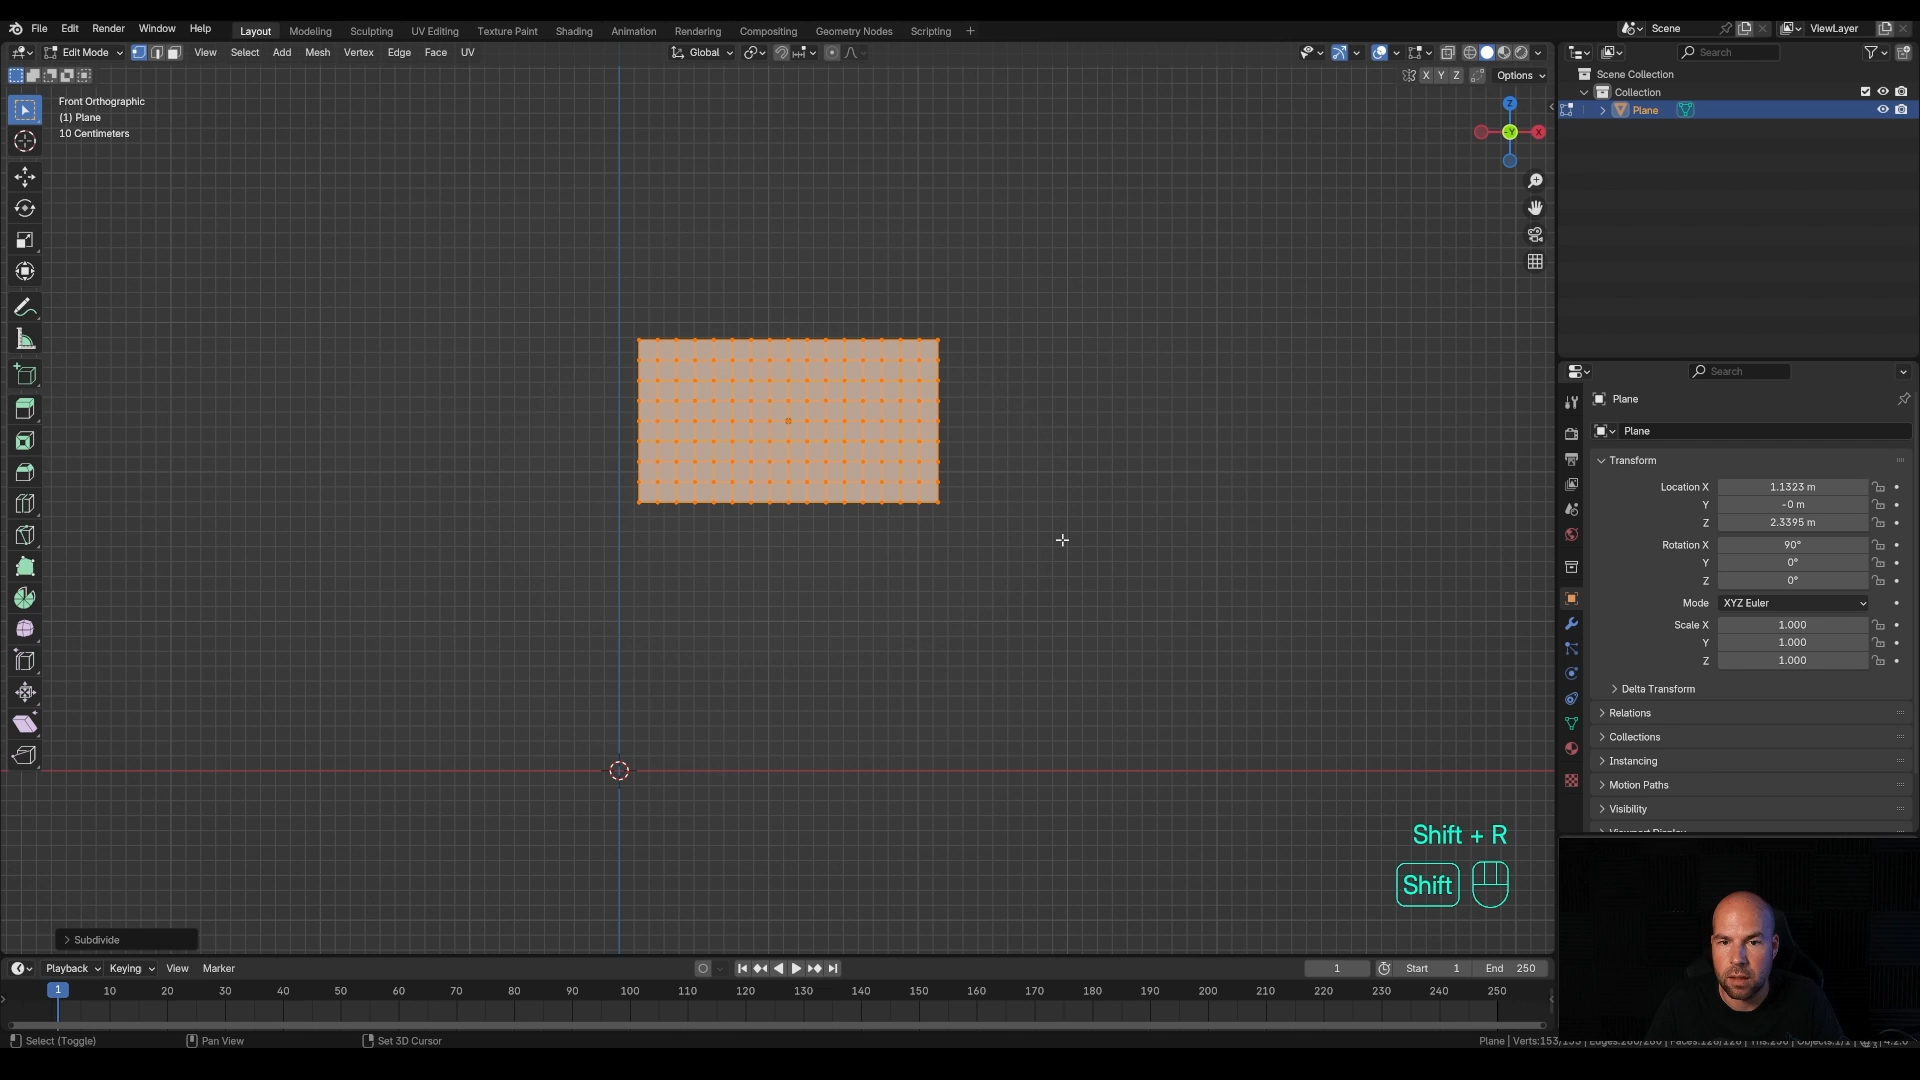 File Edit Render Window Help Layout Modeling Sculpting UV Editing Texture Paint Shading Animation Rendering Compositing Geometry Nodes Scripting + Scene ViewLayer
Edit Mode View Select Add Mesh Vertex Edge Face UV Global Search
X Y Z Options
Scene Collection
Collection
Plane
Front Orthographic
(1) Plane
10 Centimeters
Z
-Y X
Search
Plane
Plane
Transform
Location X 1.1323 m
Y -0 m
Z 2.3395 m
Rotation X 90°
Y 0°
Z 0°
Mode XYZ Euler
Scale X 1.000
Y 1.000
Z 1.000
Delta Transform
Relations
Collections
Instancing
Motion Paths
Visibility
Shift + R
Shift
Subdivide
Playback Keying View Marker 1 Start 1 End 250
1 10 20 30 40 50 60 70 80 90 100 110 120 130 140 150 160 170 180 190 200 210 220 230 240 250
Select (Toggle) Pan View Set 3D Cursor Plane